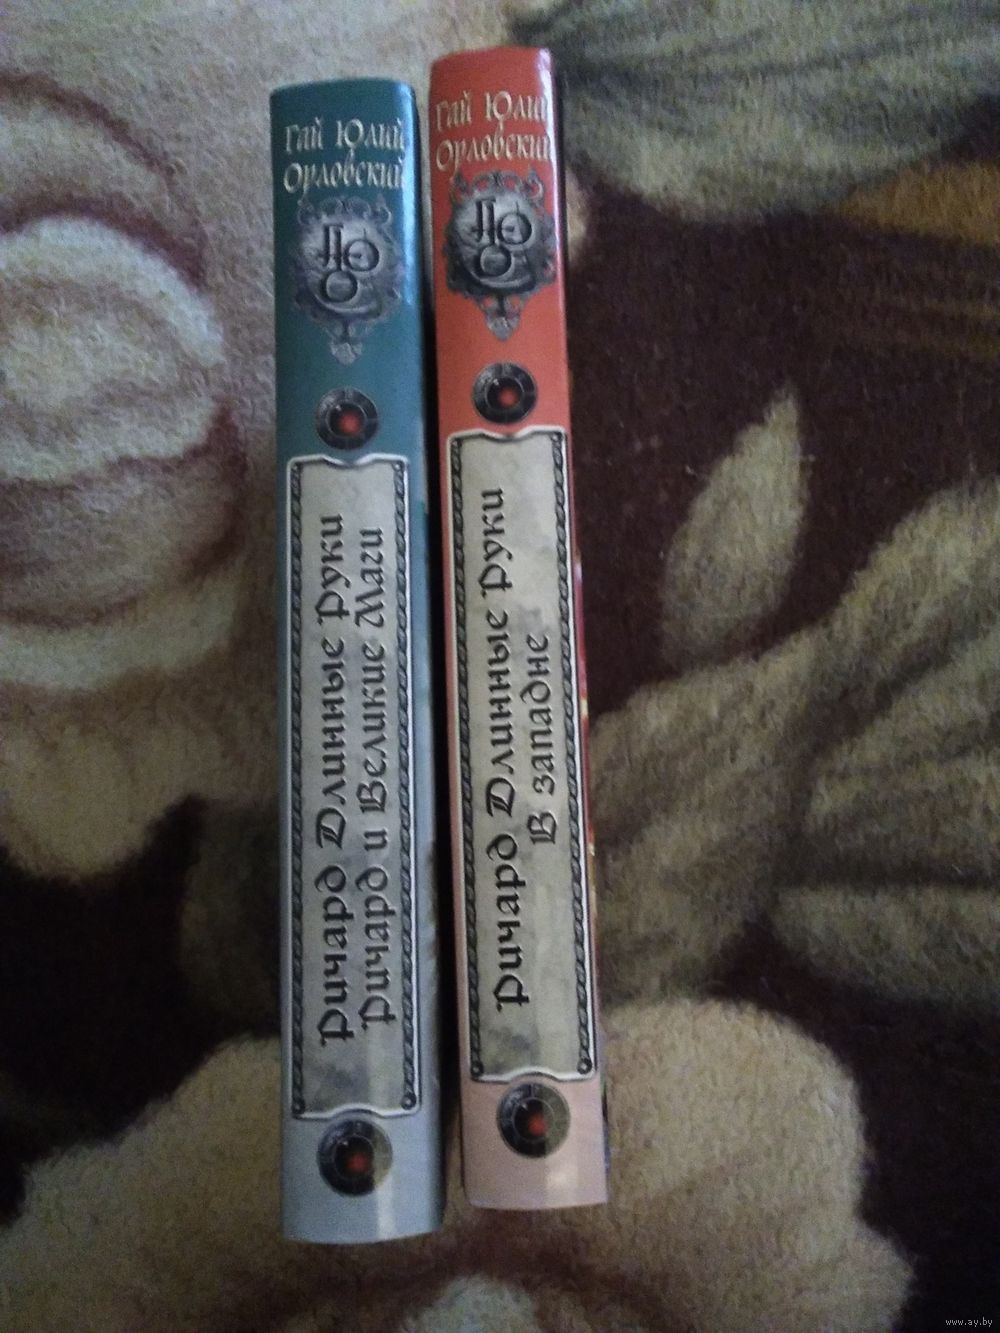 Гай Юлий
Орловский
Ричард Длинные Руки
Ричард и Великие Маги
Гай Юлий
Орловский
Ричард Длинные Руки
В западне
www.ay.by